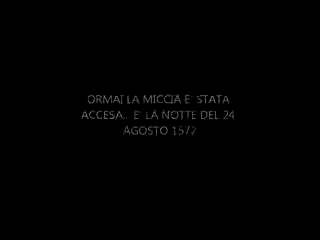 ORMAI LA MICCIA E' STATA
ACCESA... E' LA NOTTE DEL 24
AGOSTO 1572